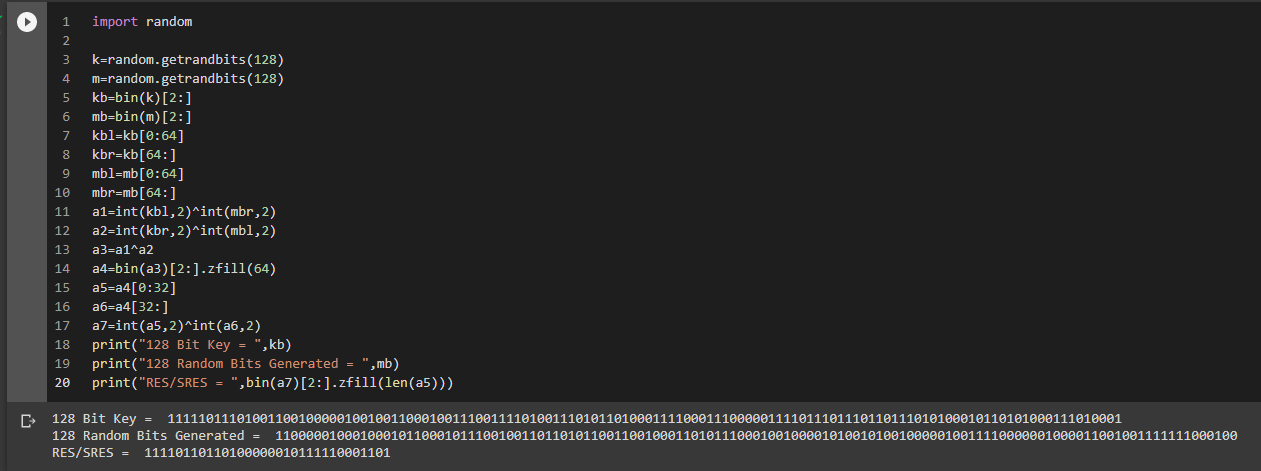 1 import random
2
3 k=random.getrandbits(128)
4 m=random.getrandbits(128)
5 kb=bin(k)[2:]
6 mb=bin(m)[2:]
7 kbl=kb[0:64]
8 kbr=kb[64:]
9 mbl=mb[0:64]
10 mbr=mb[64:]
11 a1=int(kbl,2)^int(mbr,2)
12 a2=int(kbr,2)^int(mbl,2)
13 a3=a1^a2
14 a4=bin(a3)[2:].zfill(64)
15 a5=a4[0:32]
16 a6=a4[32:]
17 a7=int(a5,2)^int(a6,2)
18 print("128 Bit Key = ",kb)
19 print("128 Random Bits Generated = ",mb)
20 print("RES/SRES = ",bin(a7)[2:].zfill(len(a5)))
128 Bit Key =  1111101110100110010000010010011000100111001111010011101011010001111000111000001111011101110110111010100010110101000111010001
128 Random Bits Generated =  11000001000100010110001011100100110110101100110010001101011100010010000101001010010000010011110000001000011001001111111000100
RES/SRES =  11110110110100000010111110001101